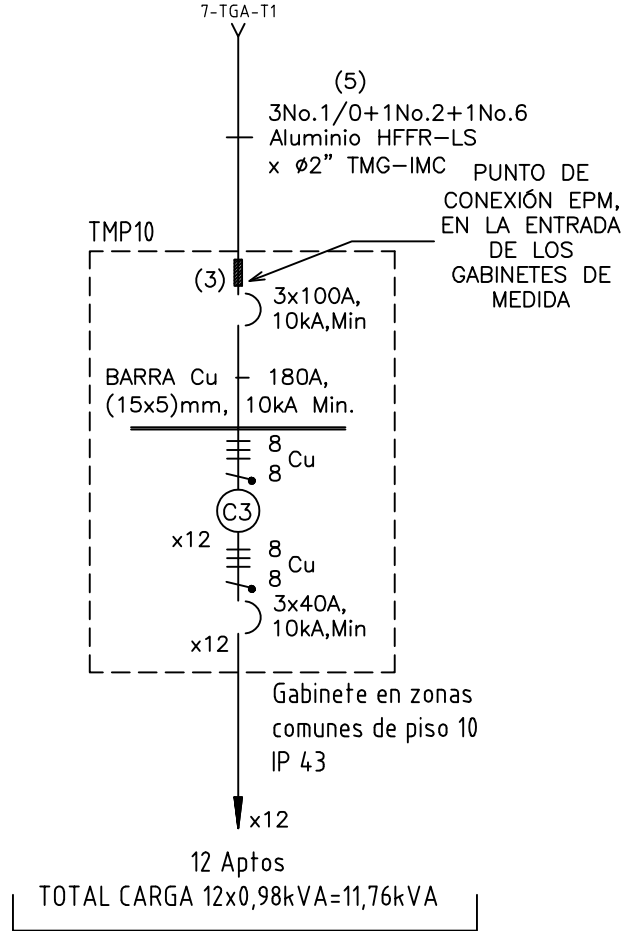 7-TGA-T1
(5)
3No.1/0+1No.2+1No.6
Aluminio HFFR-LS
x ø2" TMG-IMC
PUNTO DE
CONEXIÓN EPM,
EN LA ENTRADA
DE LOS
GABINETES DE
MEDIDA
TMP10
(3)
3x100A,
10kA,Min
BARRA Cu 180A,
(15x5)mm, 10kA Min.
8
Cu
8
C3
x12
8
Cu
8
3x40A,
10kA,Min
x12
Gabinete en zonas
comunes de piso 10
IP 43
x12
12 Aptos
TOTAL CARGA 12x0,98kVA=11,76kVA